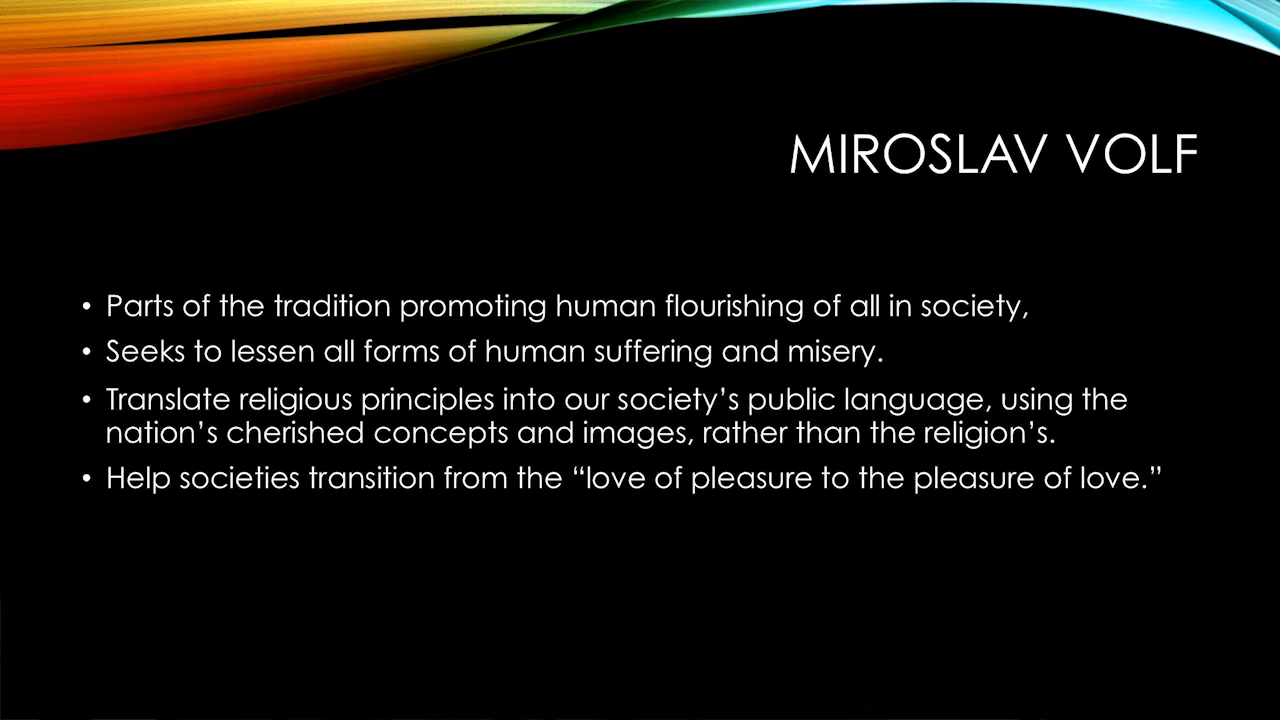 MIROSLAV VOLF
• Parts of the tradition promoting human flourishing of all in society,
• Seeks to lessen all forms of human suffering and misery.
• Translate religious principles into our society’s public language, using the
nation’s cherished concepts and images, rather than the religion’s.
• Help societies transition from the “love of pleasure to the pleasure of love.”